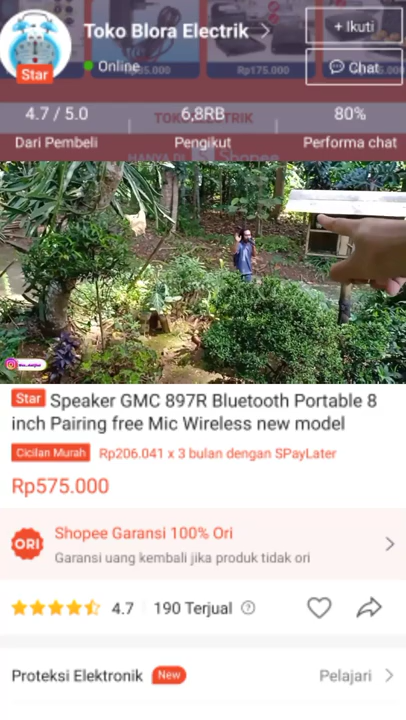 Toko Blora Electrik
+ Ikuti
Star
Online
Chat
Rp175.000
4.7 / 5.0
6,8RB
80%
Dari Pembeli
Pengikut
Performa chat
HANYA DI Shopee
Star Speaker GMC 897R Bluetooth Portable 8
inch Pairing free Mic Wireless new model
Cicilan Murah Rp206.041 x 3 bulan dengan SPayLater
Rp575.000
ORI
Shopee Garansi 100% Ori
Garansi uang kembali jika produk tidak ori
4.7 190 Terjual
Proteksi Elektronik New Pelajari